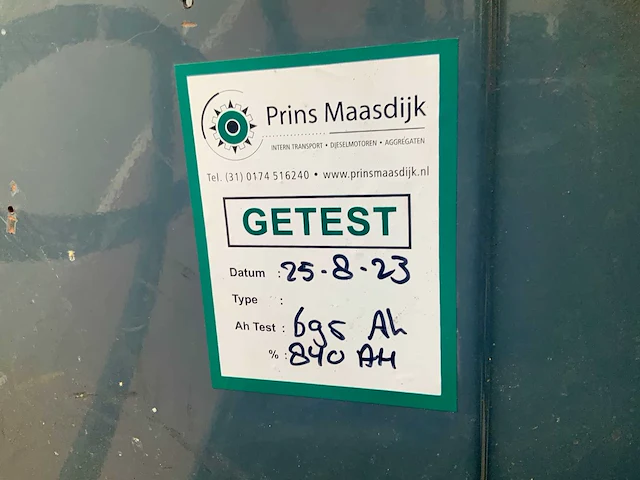 Prins Maasdijk
INTERN TRANSPORT • DIESELMOTOREN • AGGREGATEN
Tel. (31) 0174 516240 • www.prinsmaasdijk.nl
GETEST
Datum : 25-8-23
Type :
Ah Test : 695 Ah
% : 840 AH